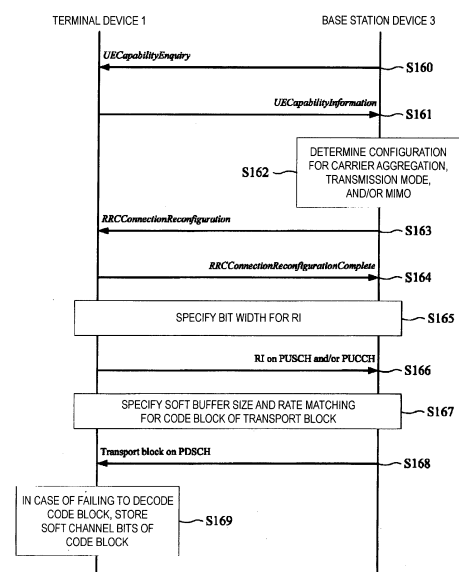 TERMINAL DEVICE 1
BASE STATION DEVICE 3
UECapabilityEnquiry
S160
UECapabilityInformation
S161
DETERMINE CONFIGURATION
FOR CARRIER AGGREGATION,
TRANSMISSION MODE,
AND/OR MIMO
S162
RRCConnectionReconfiguration
S163
RRCConnectionReconfigurationComplete
S164
SPECIFY BIT WIDTH FOR RI
S165
RI on PUSCH and/or PUCCH
S166
SPECIFY SOFT BUFFER SIZE AND RATE MATCHING
FOR CODE BLOCK OF TRANSPORT BLOCK
S167
Transport block on PDSCH
S168
IN CASE OF FAILING TO DECODE
CODE BLOCK, STORE
SOFT CHANNEL BITS OF
CODE BLOCK
S169